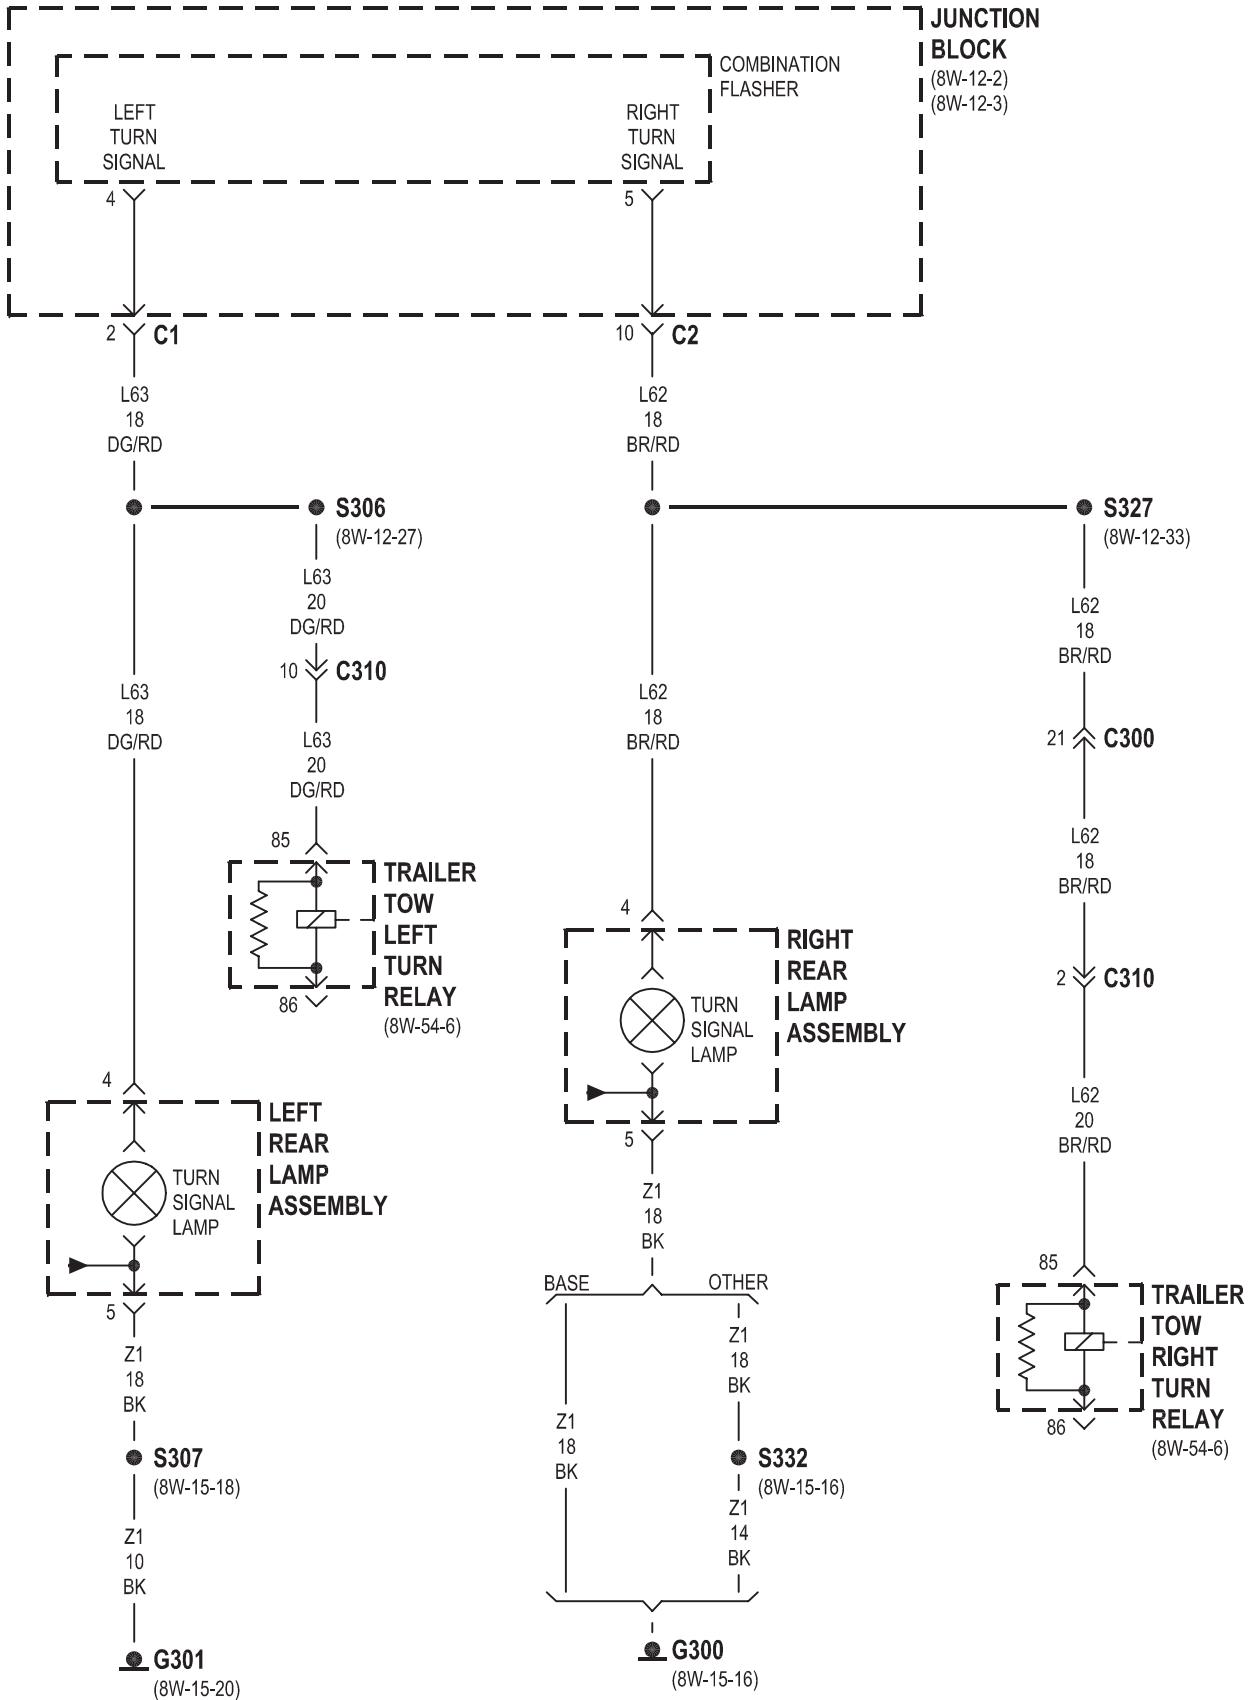 JUNCTION
BLOCK
(8W-12-2)
(8W-12-3)
COMBINATION
FLASHER
LEFT
TURN
SIGNAL
RIGHT
TURN
SIGNAL
4
5
2
C1
10
C2
L63
18
DG/RD
L62
18
BR/RD
S306
(8W-12-27)
S327
(8W-12-33)
L63
20
DG/RD
L62
18
BR/RD
10
C310
L63
18
DG/RD
L62
18
BR/RD
21
C300
L63
20
DG/RD
85
TRAILER
TOW
LEFT
TURN
RELAY
(8W-54-6)
86
L62
18
BR/RD
4
RIGHT
REAR
LAMP
ASSEMBLY
TURN
SIGNAL
LAMP
5
2
C310
4
LEFT
REAR
LAMP
ASSEMBLY
TURN
SIGNAL
LAMP
5
L62
20
BR/RD
Z1
18
BK
BASE
OTHER
85
TRAILER
TOW
RIGHT
TURN
RELAY
(8W-54-6)
86
Z1
18
BK
Z1
18
BK
Z1
18
BK
S307
(8W-15-18)
S332
(8W-15-16)
Z1
10
BK
Z1
14
BK
G301
(8W-15-20)
G300
(8W-15-16)